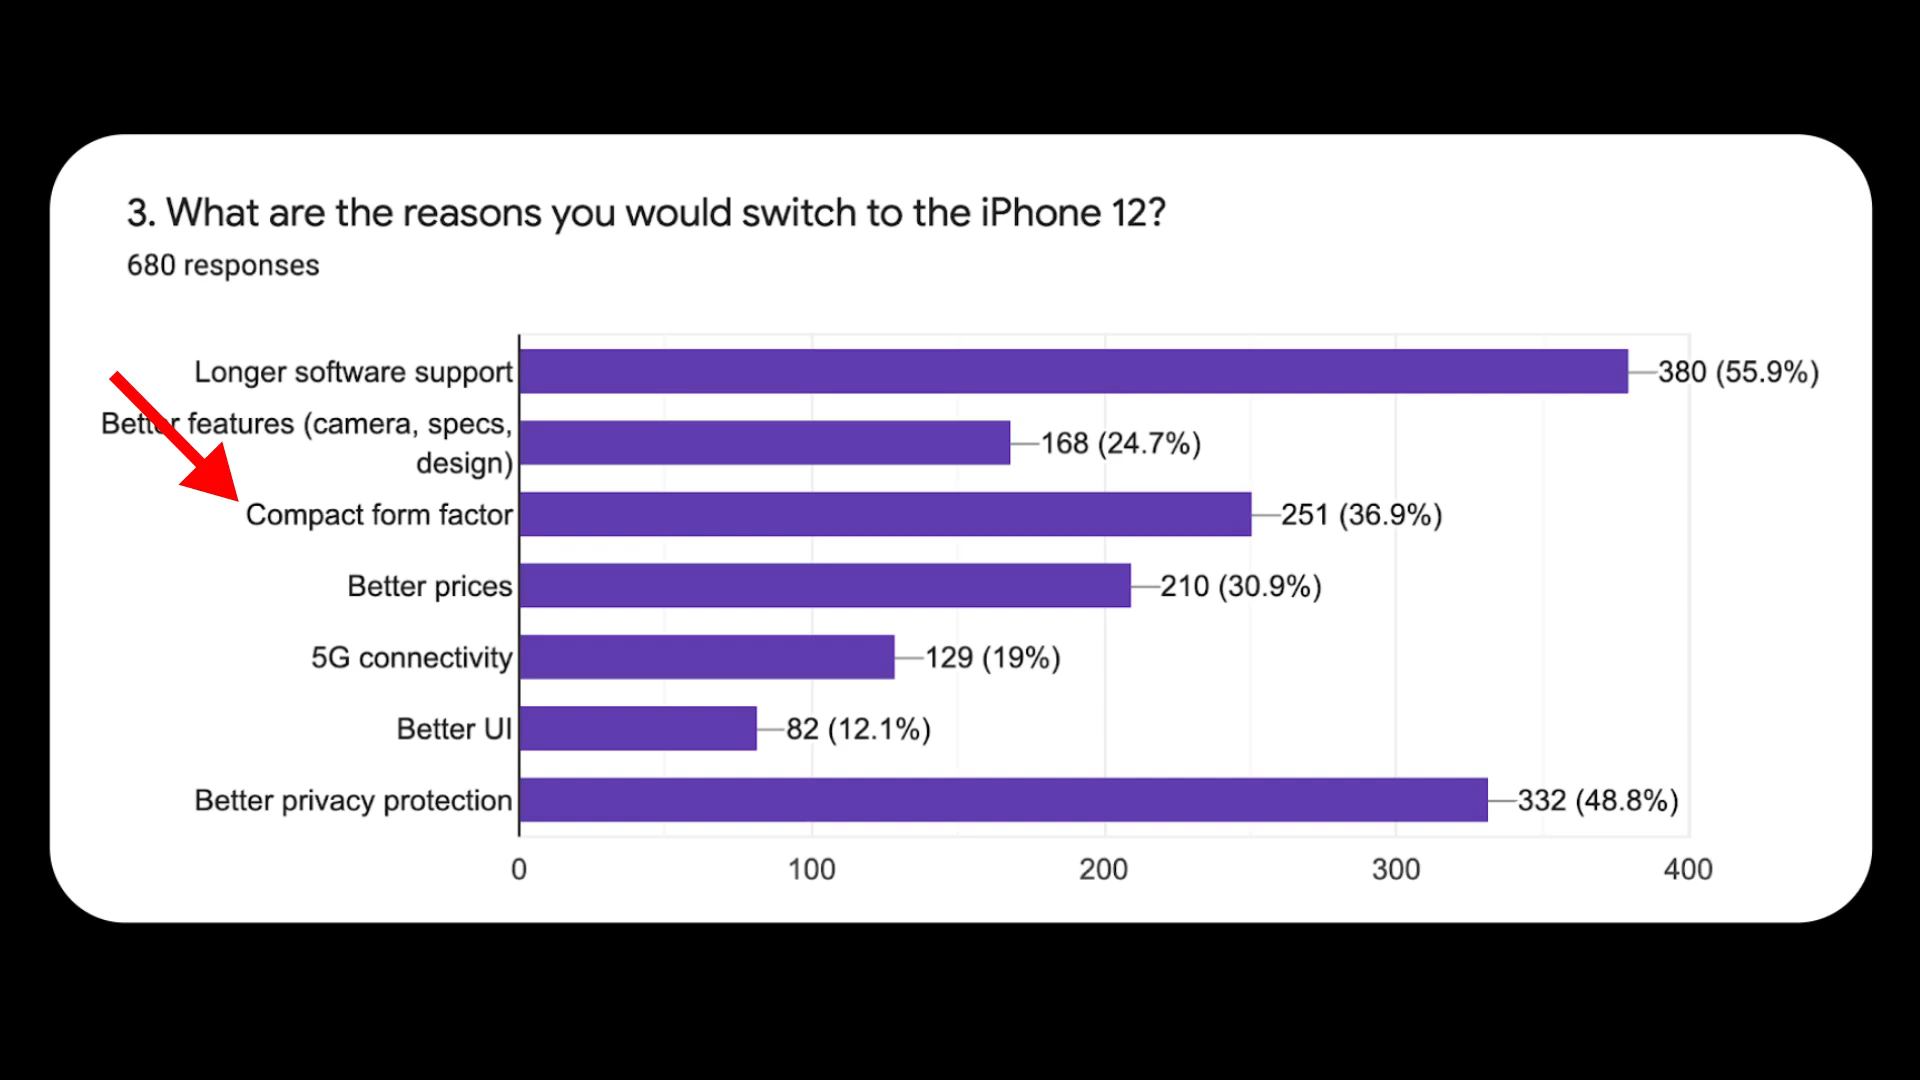 3. What are the reasons you would switch to the iPhone 12?
680 responses
Longer software support
380 (55.9%)
Better features (camera, specs,
design)
168 (24.7%)
Compact form factor
251 (36.9%)
Better prices
210 (30.9%)
5G connectivity
129 (19%)
Better UI
82 (12.1%)
Better privacy protection
332 (48.8%)
0 100 200 300 400